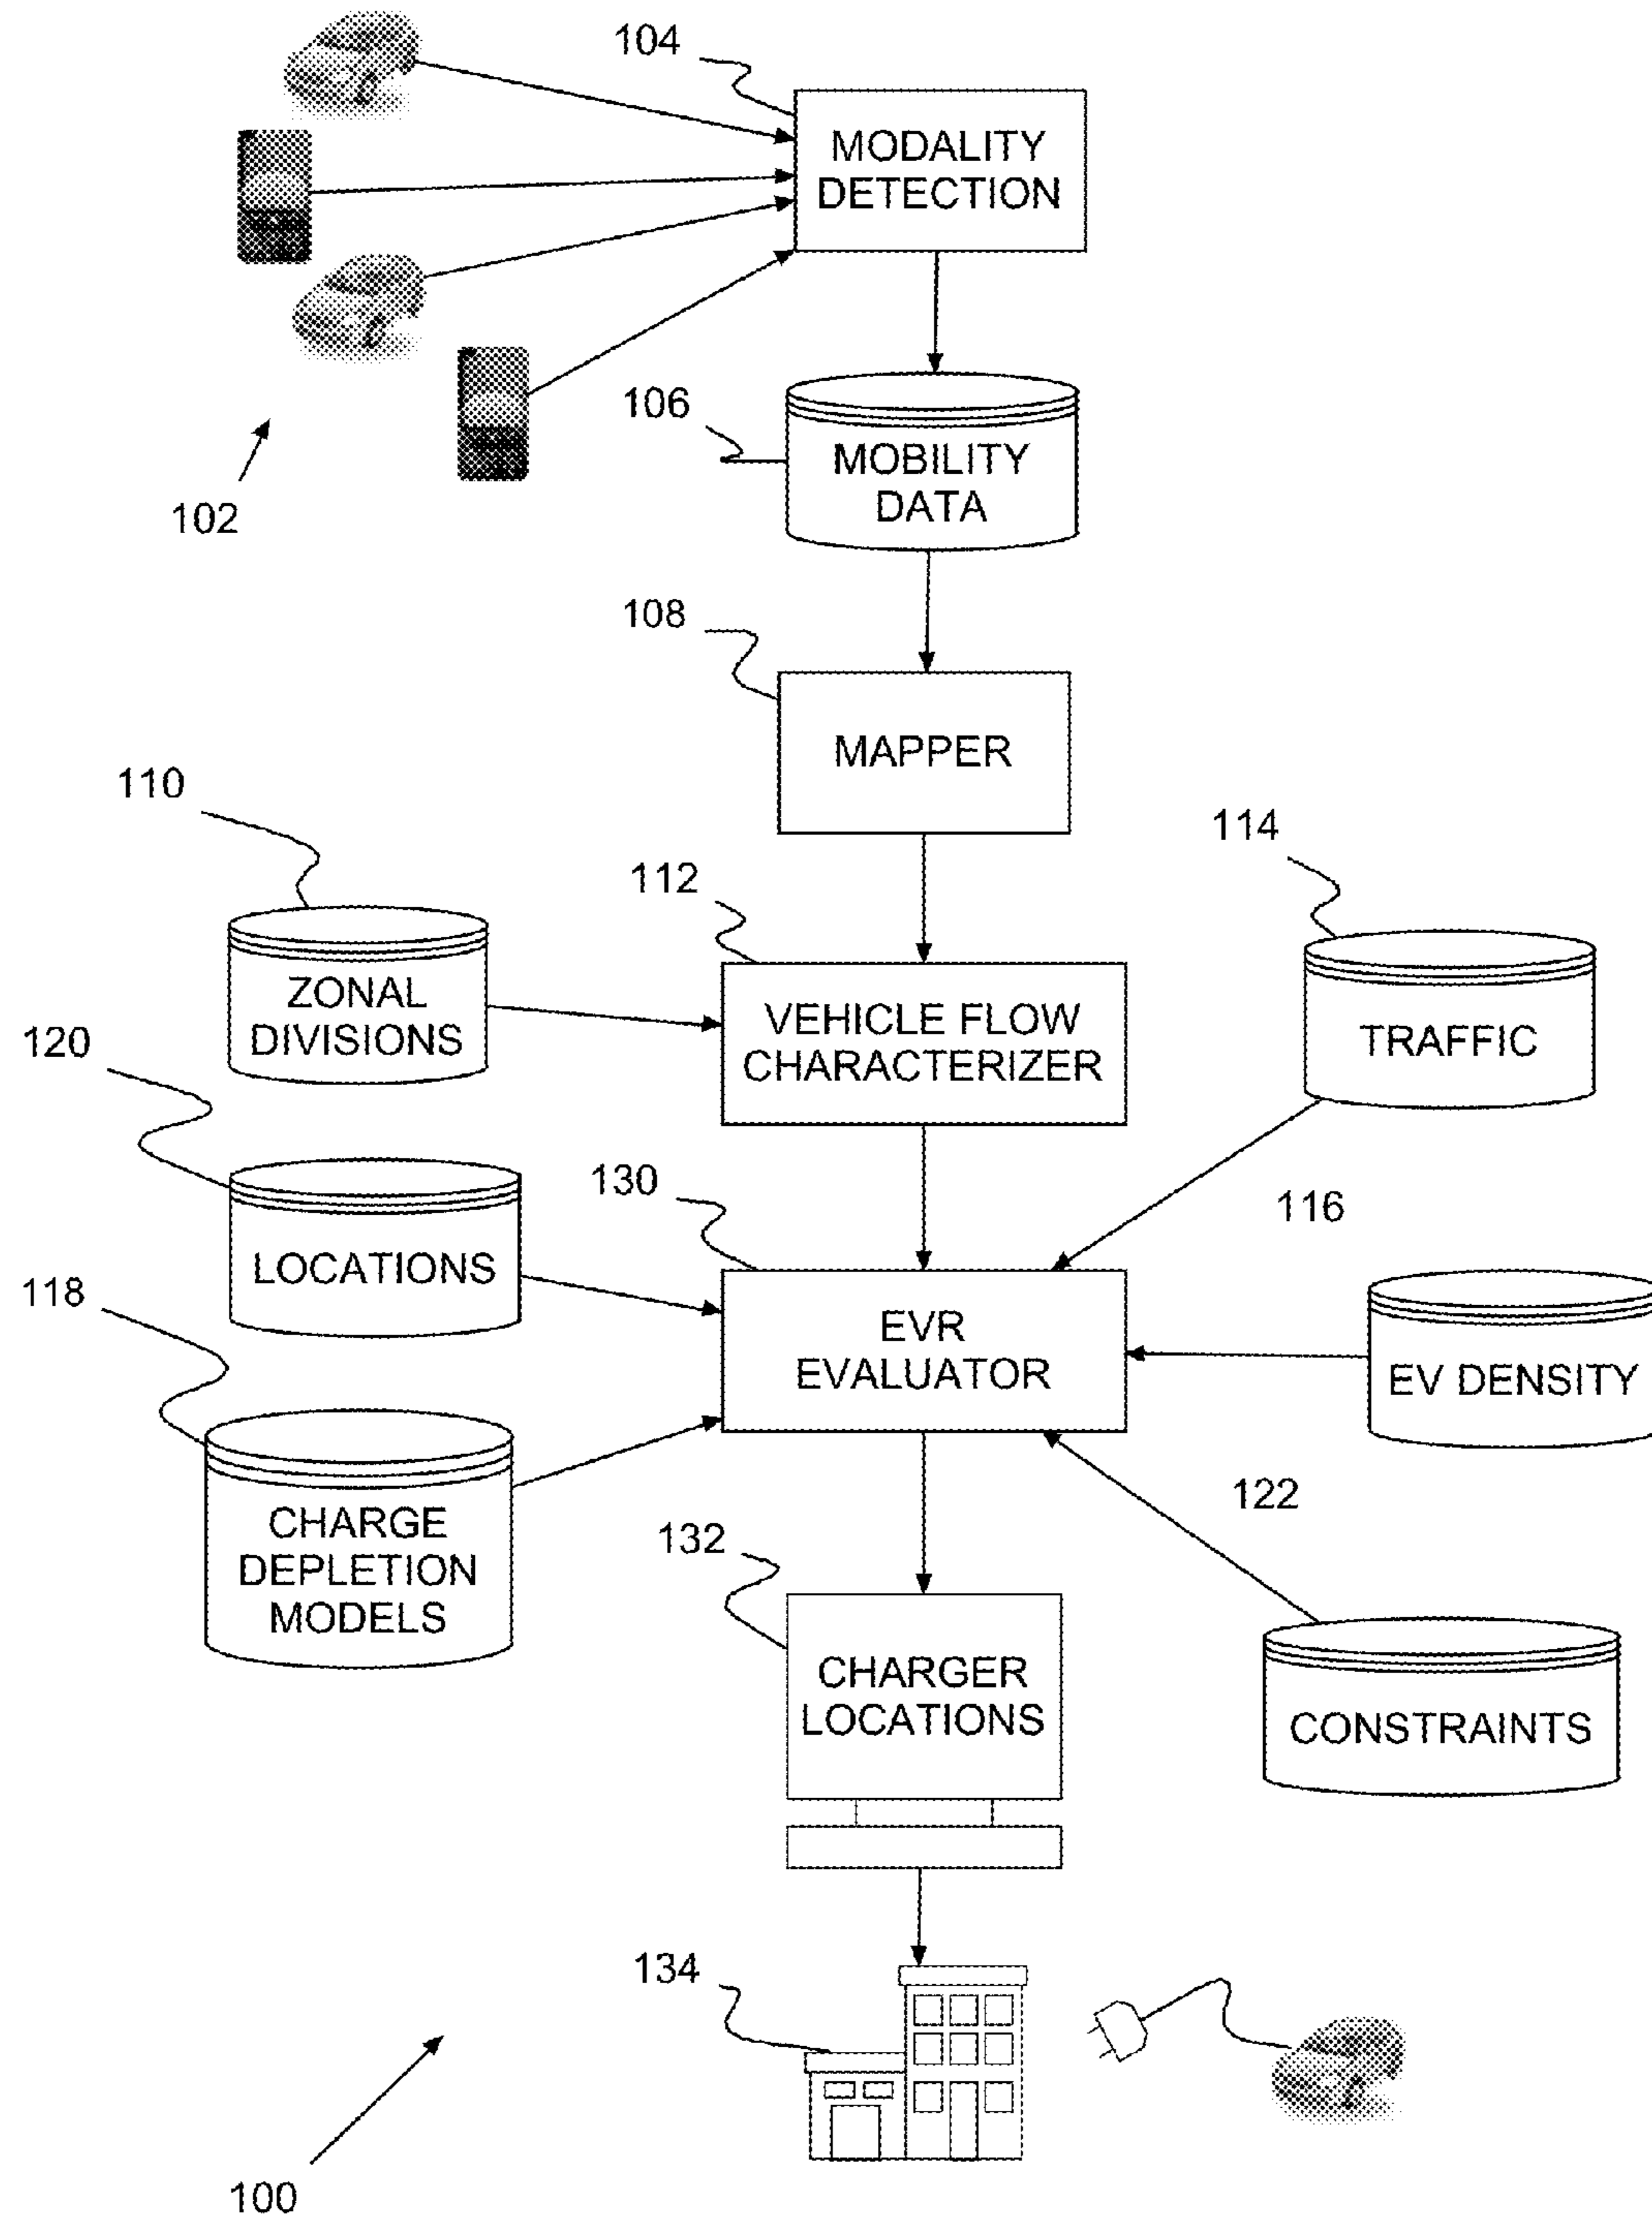 104
MODALITY
DETECTION
106
MOBILITY
DATA
102
108
MAPPER
110
114
112
ZONAL
DIVISIONS
VEHICLE FLOW
CHARACTERIZER
TRAFFIC
120
130
116
LOCATIONS
118
EVR
EVALUATOR
EV DENSITY
122
CHARGE
DEPLETION
MODELS
132
CHARGER
LOCATIONS
CONSTRAINTS
134
100